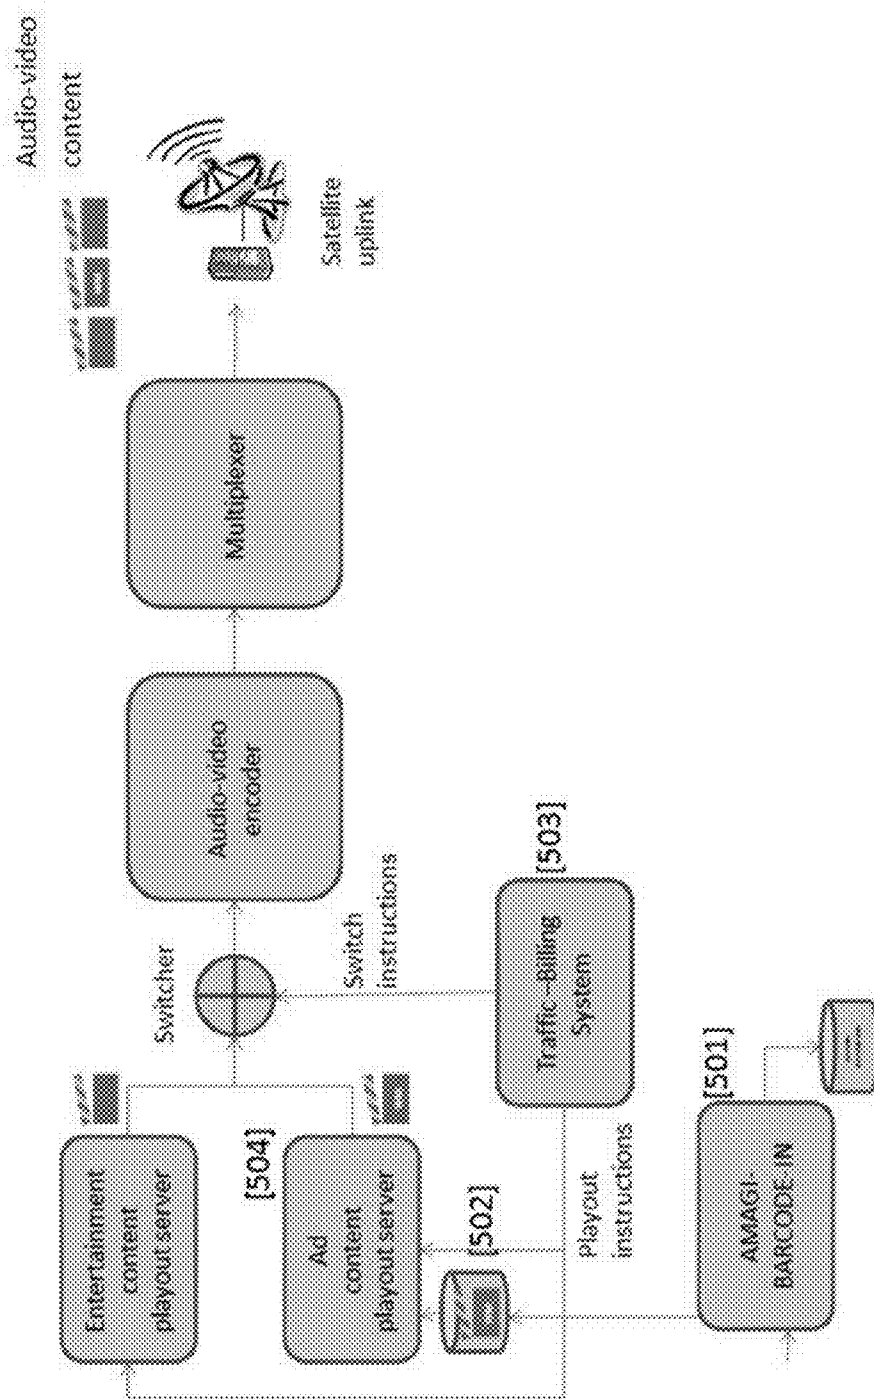 Audio-video
content
Satellite
uplink
Multiplexer
Audio-video
encoder
Switcher
Switch
instructions
Entertainment
content
playout server
[504]
Ad
content
playout server
[502]
Playout
instructions
[503]
Traffic–Billing
System
[501]
AMAGI-
BARCODE-IN